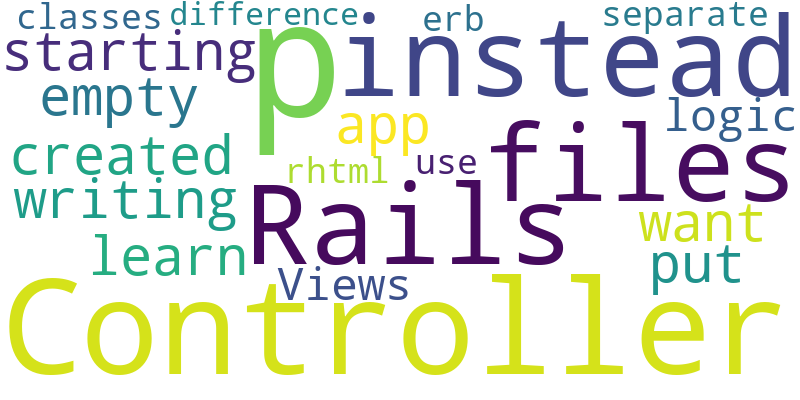 classes difference erb separate
starting p instead
empty app logic
created rhtml use files
writing Rails want
learn Views put
Controller